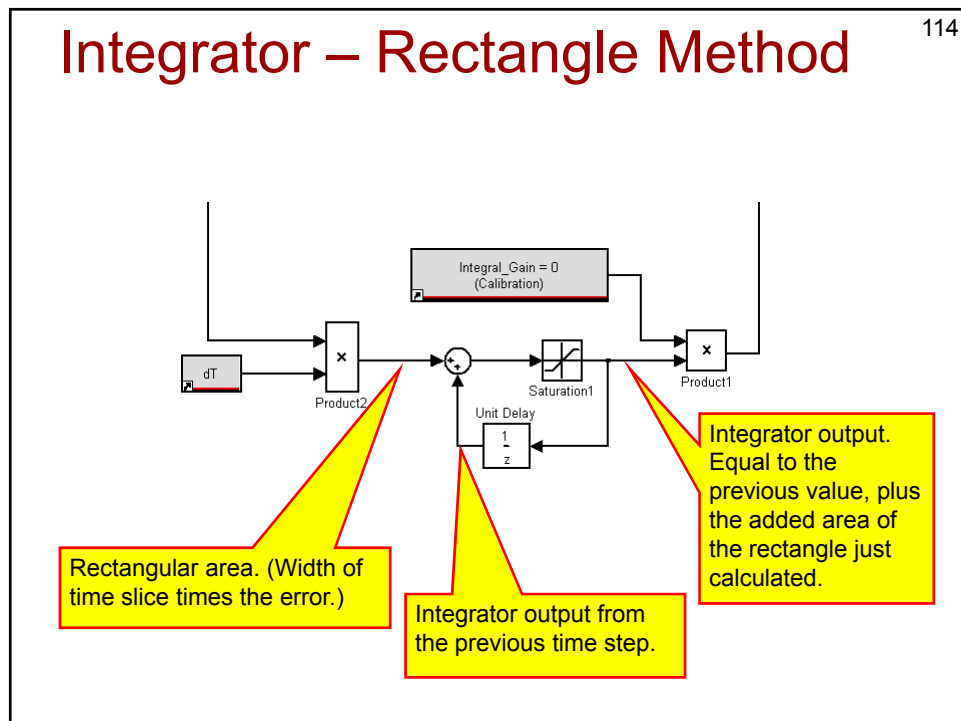 114
Integrator – Rectangle Method
Integral_Gain = 0
(Calibration)
dT
×
Product2
+
+
Saturation1
×
Product1
Unit Delay
1
z
Rectangular area. (Width of
time slice times the error.)
Integrator output from
the previous time step.
Integrator output.
Equal to the
previous value, plus
the added area of
the rectangle just
calculated.